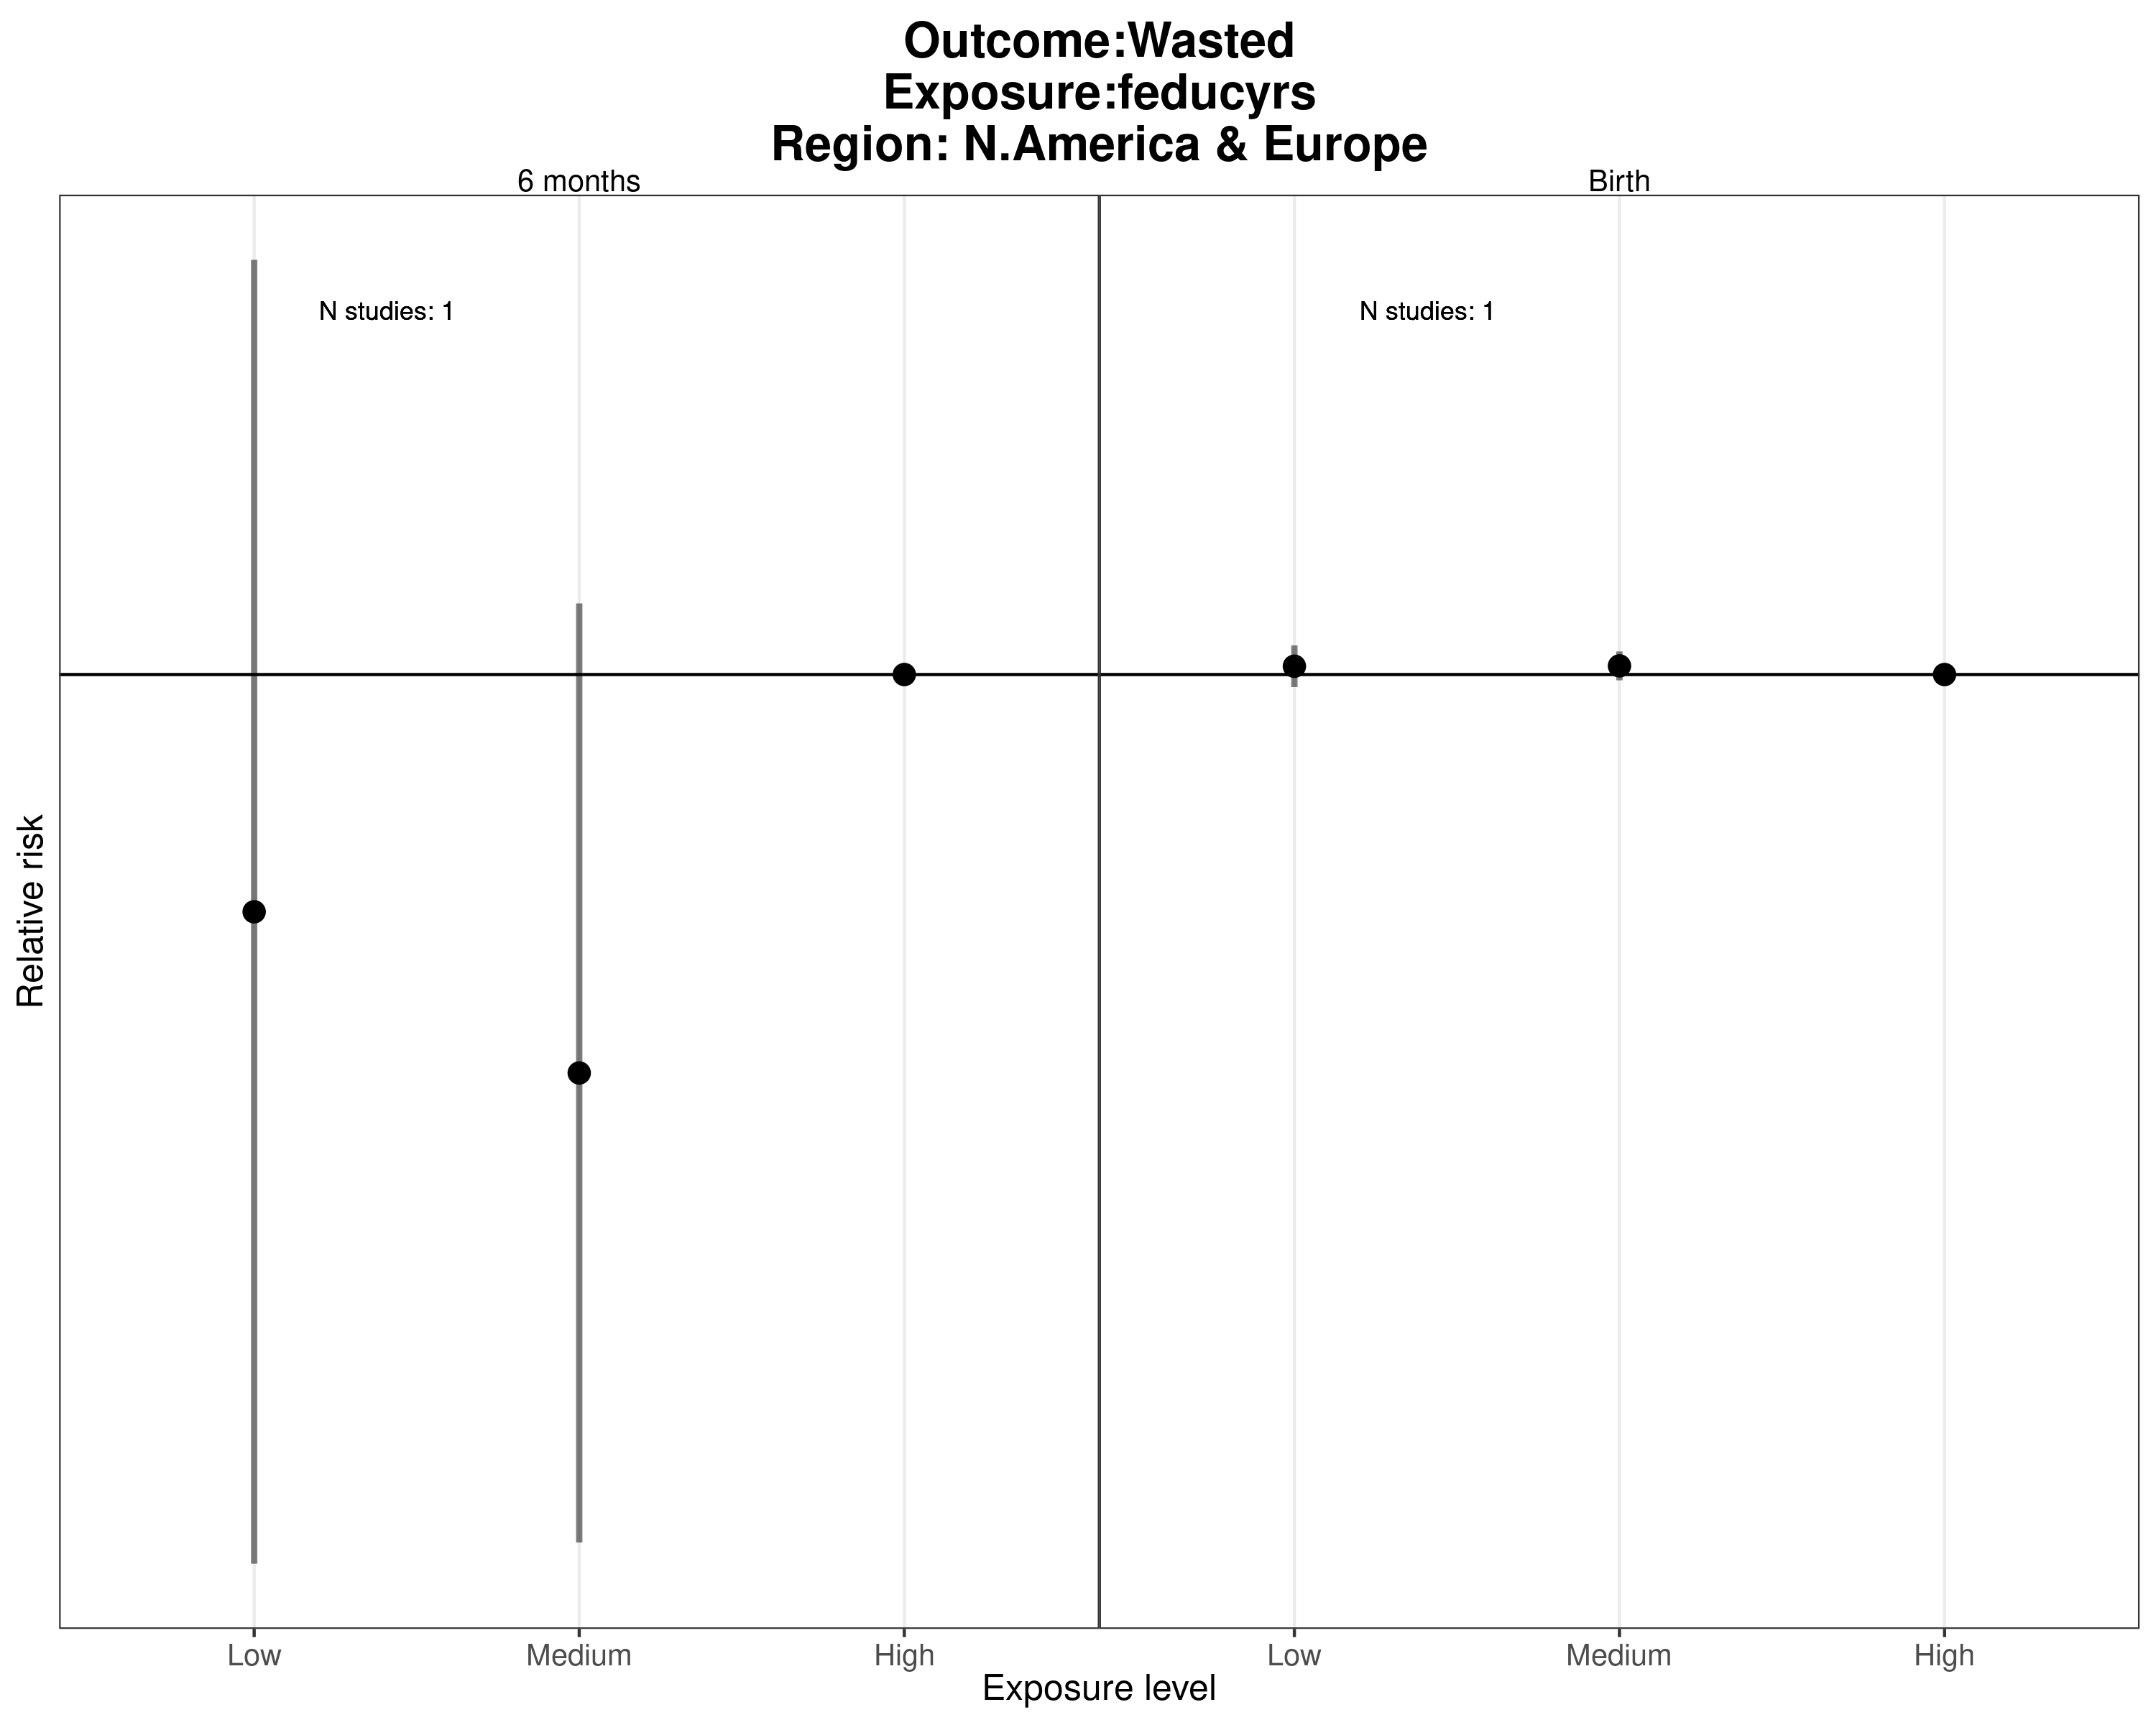 Outcome:Wasted
Exposure:feducyrs
Region: N.America & Europe
6 months
Birth
N studies: 1
N studies: 1
Relative risk
Low
Medium
High
Low
Medium
High
Exposure level